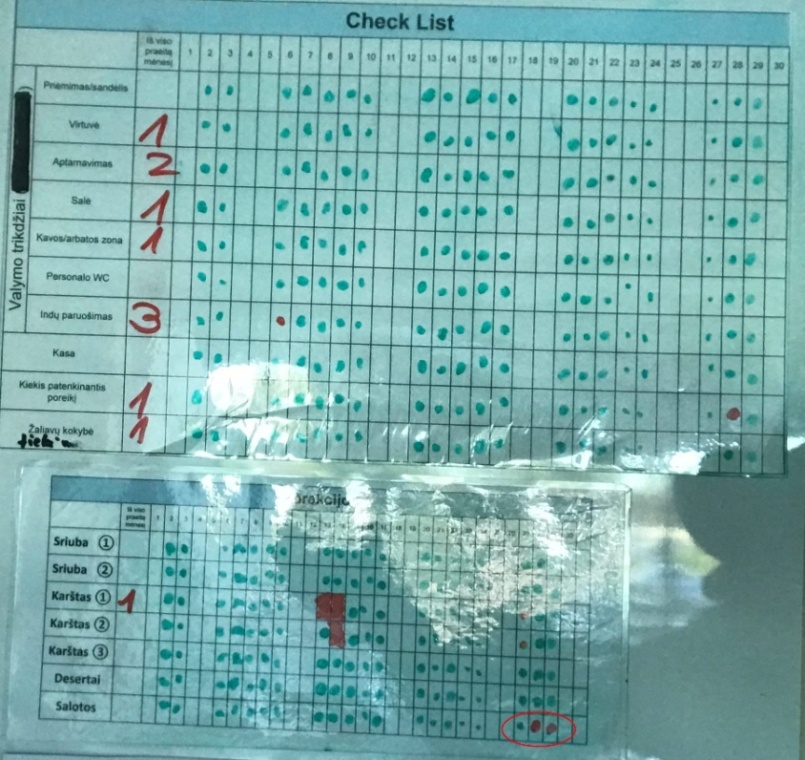 Check List
Iš viso
praeitą
mėnesį
1 2 3 4 5 6 7 8 9 10 11 12 13 14 15 16 17 18 19 20 21 22 23 24 25 26 27 28 29 30
Valymo trikdžiai
Priėmimas/sandėlis
Virtuvė 1
Aptarnavimas 2
Salė 1
Kavos/arbatos zona 1
Personalo WC
Indų paruošimas 3
Kasa
Kiekis patenkinantis
poreikį 1
Žaliavų kokybė 1
Iš viso
praeitą
mėnesį
Sriuba ①
Sriuba ②
Karštas ① 1
Karštas ②
Karštas ③
Desertai
Salotos